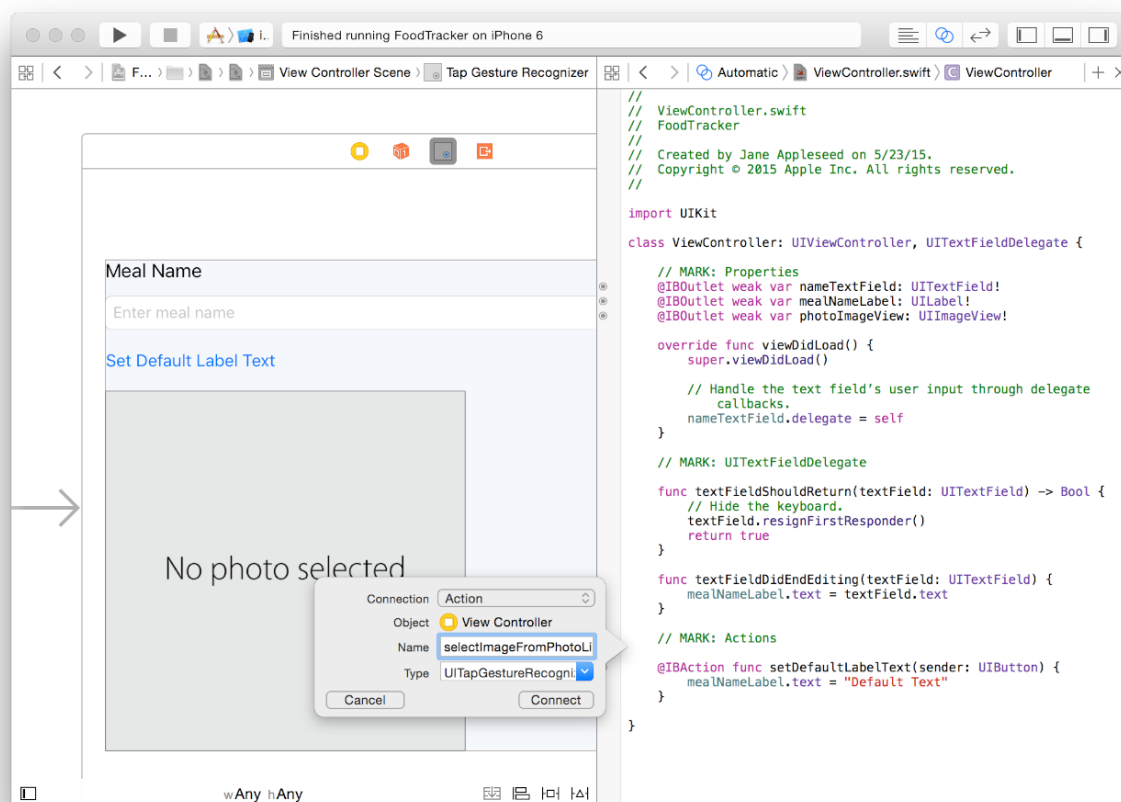 i.. Finished running FoodTracker on iPhone 6
F... View Controller Scene Tap Gesture Recognizer
Automatic ViewController.swift C ViewController
//
// ViewController.swift
// FoodTracker
//
// Created by Jane Appleseed on 5/23/15.
// Copyright © 2015 Apple Inc. All rights reserved.
//
import UIKit
class ViewController: UIViewController, UITextFieldDelegate {
// MARK: Properties
@IBOutlet weak var nameTextField: UITextField!
@IBOutlet weak var mealNameLabel: UILabel!
@IBOutlet weak var photoImageView: UIImageView!
override func viewDidLoad() {
super.viewDidLoad()
// Handle the text field’s user input through delegate
callbacks.
nameTextField.delegate = self
}
// MARK: UITextFieldDelegate
func textFieldShouldReturn(textField: UITextField) -> Bool {
// Hide the keyboard.
textField.resignFirstResponder()
return true
}
func textFieldDidEndEditing(textField: UITextField) {
mealNameLabel.text = textField.text
}
// MARK: Actions
@IBAction func setDefaultLabelText(sender: UIButton) {
mealNameLabel.text = "Default Text"
}
}
Meal Name
Enter meal name
Set Default Label Text
No photo selected
Connection Action
Object View Controller
Name selectImageFromPhotoLi
Type UITapGestureRecogni.
Cancel Connect
wAny hAny